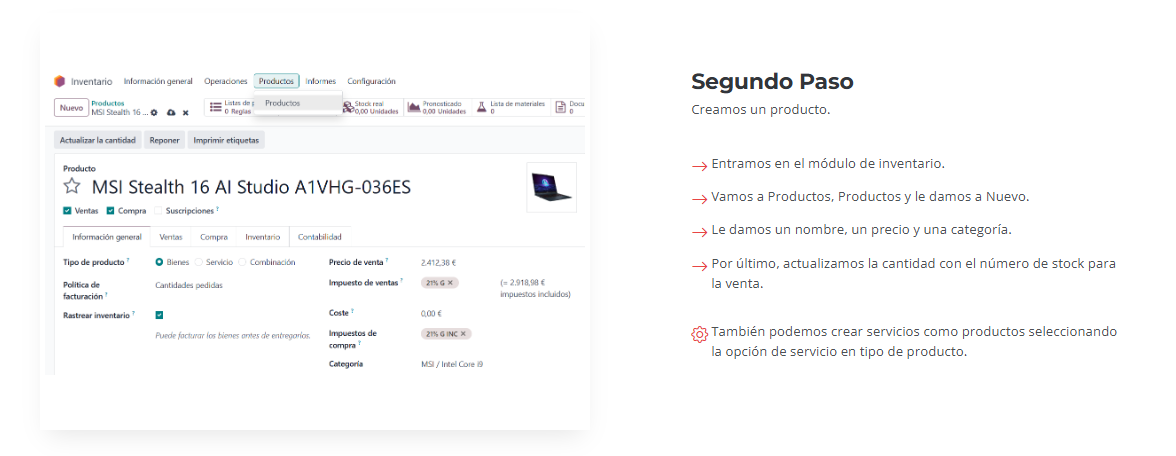 Inventario Información general Operaciones Productos Informes Configuración
Nuevo
Productos
MSI Stealth 16 ...
Listas de p
0 Reglas
Productos
Stock real
0,00 Unidades
Pronosticado
0,00 Unidades
Lista de materiales
0
Docu
0
Actualizar la cantidad Reponer Imprimir etiquetas
Producto
MSI Stealth 16 AI Studio A1VHG-036ES
Ventas Compra Suscripciones ?
Información general Ventas Compra Inventario Contabilidad
Tipo de producto ? Bienes Servicio Combinación
Política de
facturación ?
Cantidades pedidas
Rastrear inventario ?
Puede facturar los bienes antes de entregarlos.
Precio de venta ? 2.412,38 €
Impuesto de ventas ? 21% G ✕ (= 2.918,98 €
impuestos incluidos)
Coste ? 0,00 €
Impuestos de
compra ?
21% G INC ✕
Categoría MSI / Intel Core i9
Segundo Paso
Creamos un producto.
Entramos en el módulo de inventario.
Vamos a Productos, Productos y le damos a Nuevo.
Le damos un nombre, un precio y una categoría.
Por último, actualizamos la cantidad con el número de stock para
la venta.
También podemos crear servicios como productos seleccionando
la opción de servicio en tipo de producto.